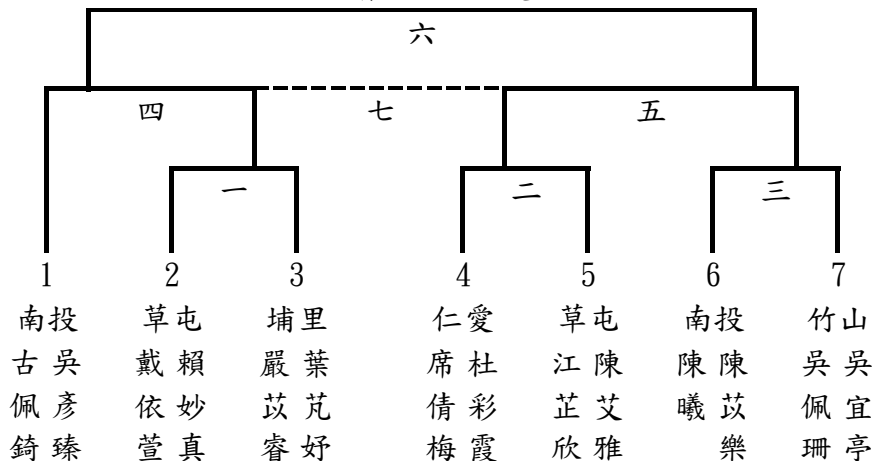 六
四 七 五
一 二 三
1 2 3 4 5 6 7
南投 草屯 埔里 仁愛 草屯 南投 竹山
古吳 戴賴 嚴葉 席杜 江陳 陳陳 吳吳
佩彥 依妙 苡芃 倩彩 芷艾 曦苡 佩宜
錡臻 萱真 睿妤 梅霞 欣雅 樂 珊亭